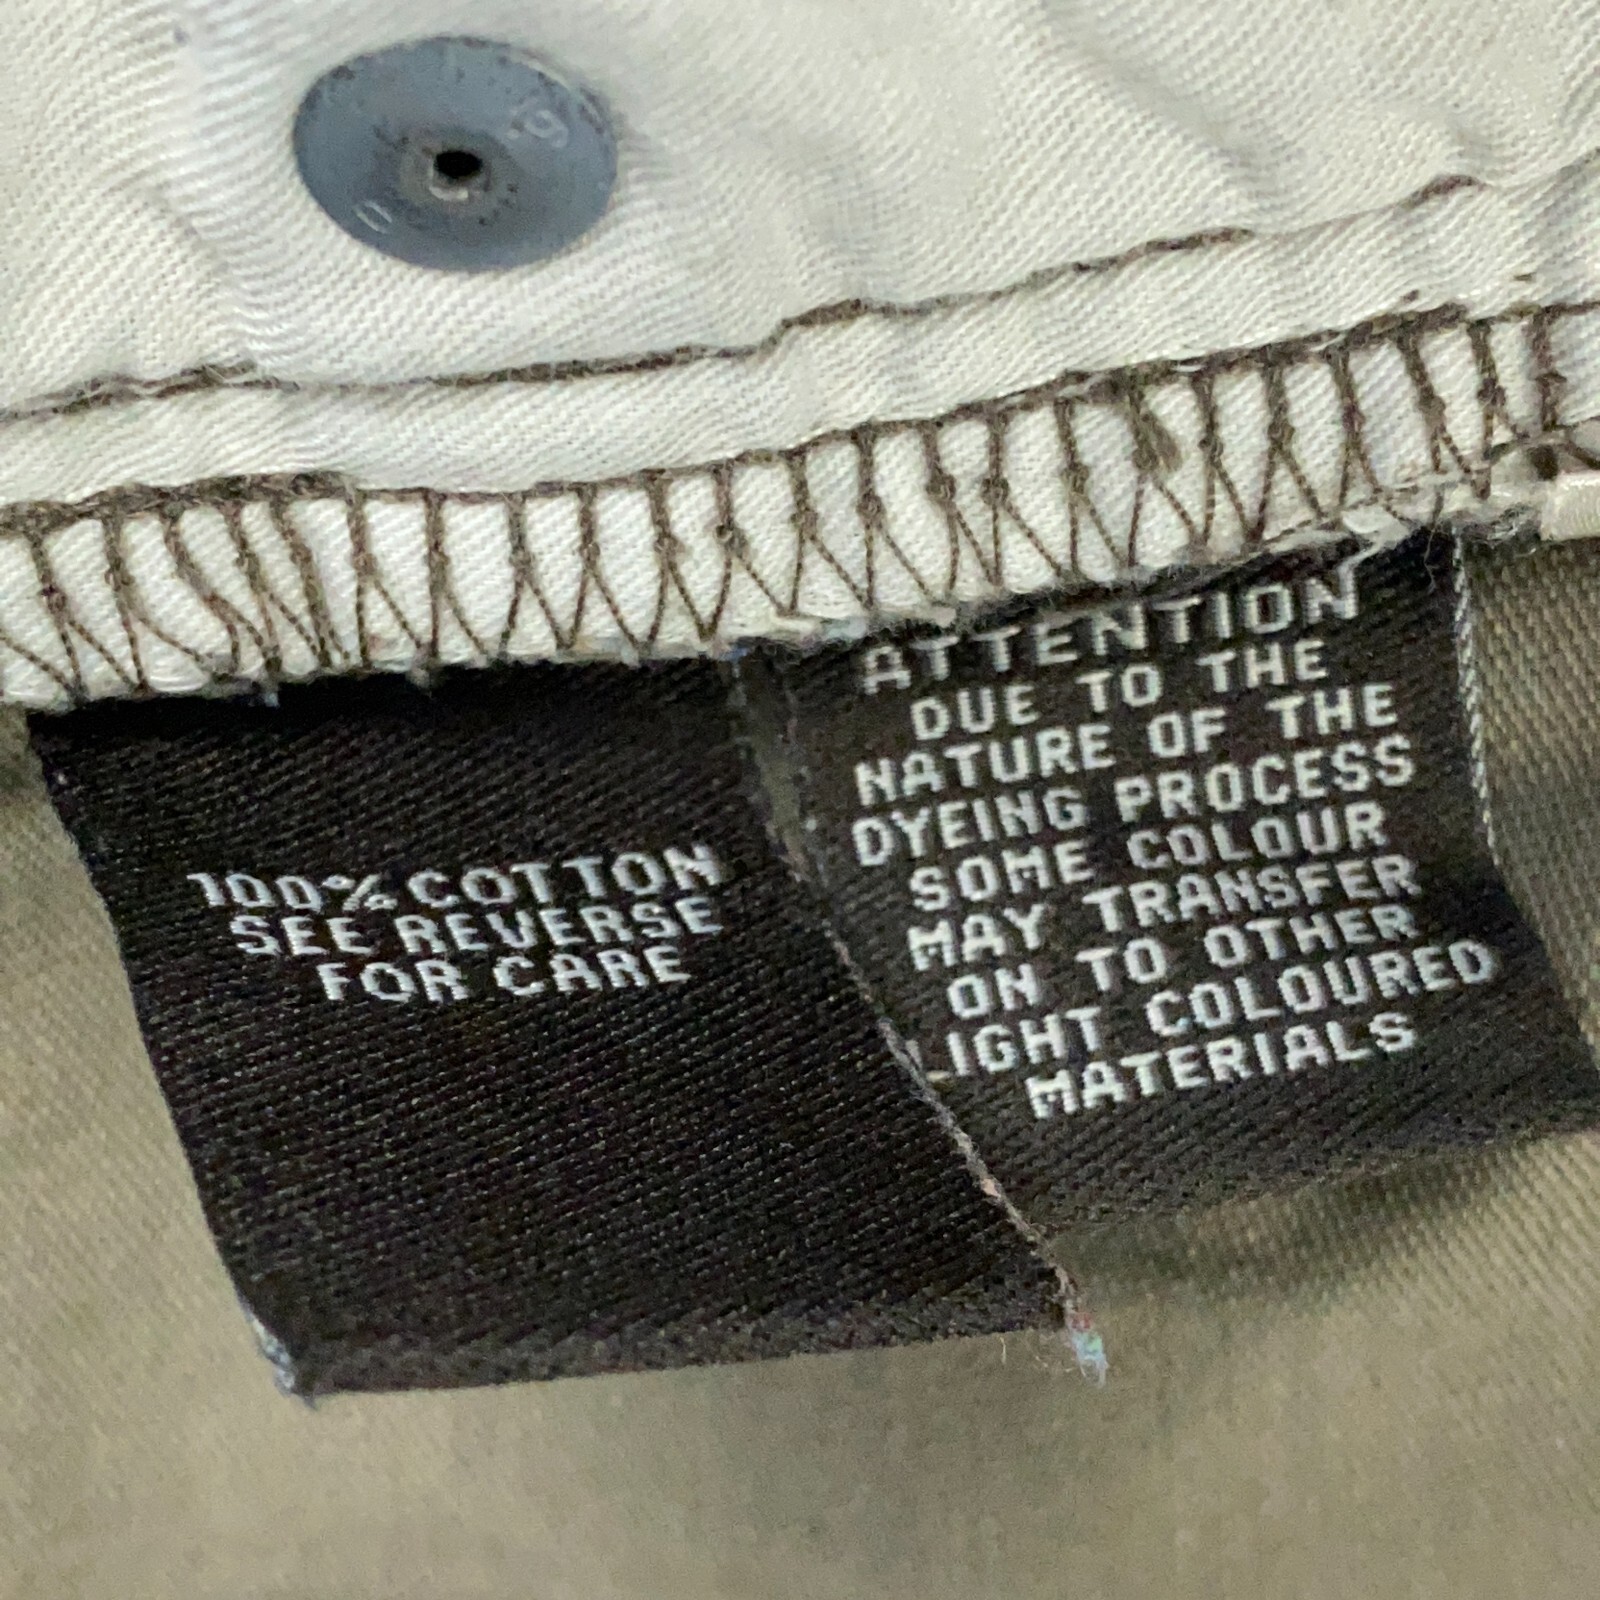 100% COTTON
SEE REVERSE
FOR CARE
ATTENTION
DUE TO THE
NATURE OF THE
DYEING PROCESS
SOME COLOUR
MAY TRANSFER
ON TO OTHER
LIGHT COLOURED
MATERIALS